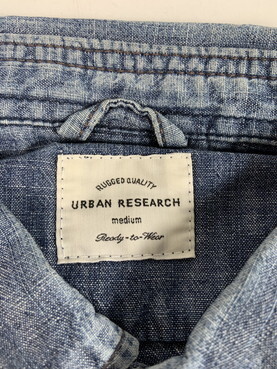 RUGGED QUALITY
URBAN RESEARCH
medium
Ready-to-Wear